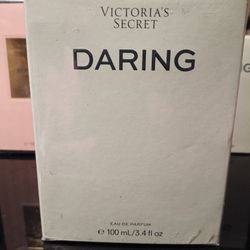 VICTORIA'S
SECRET
DARING
EAU DE PARFUM
e 100 mL/3.4 fl oz